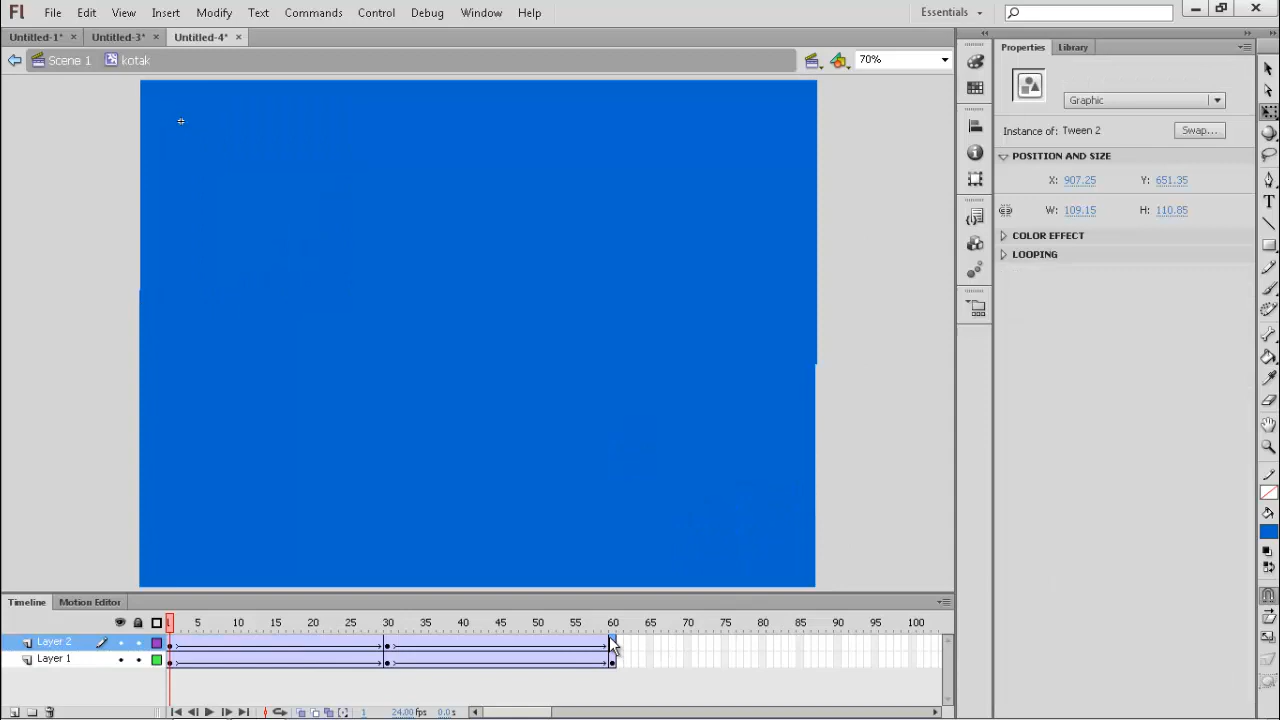 Fl File Edit View Insert Modify Text Commands Control Debug Window Help Essentials
Untitled-1* × Untitled-3* × Untitled-4* ×
Scene 1 kotak 70%
Properties Library
Graphic
Instance of: Tween 2 Swap...
POSITION AND SIZE
X: 907.25 Y: 651.35
W: 109.15 H: 110.85
COLOR EFFECT
LOOPING
Timeline Motion Editor
1 5 10 15 20 25 30 35 40 45 50 55 60 65 70 75 80 85 90 95 100
Layer 2
Layer 1
1 24.00 fps 0.0 s